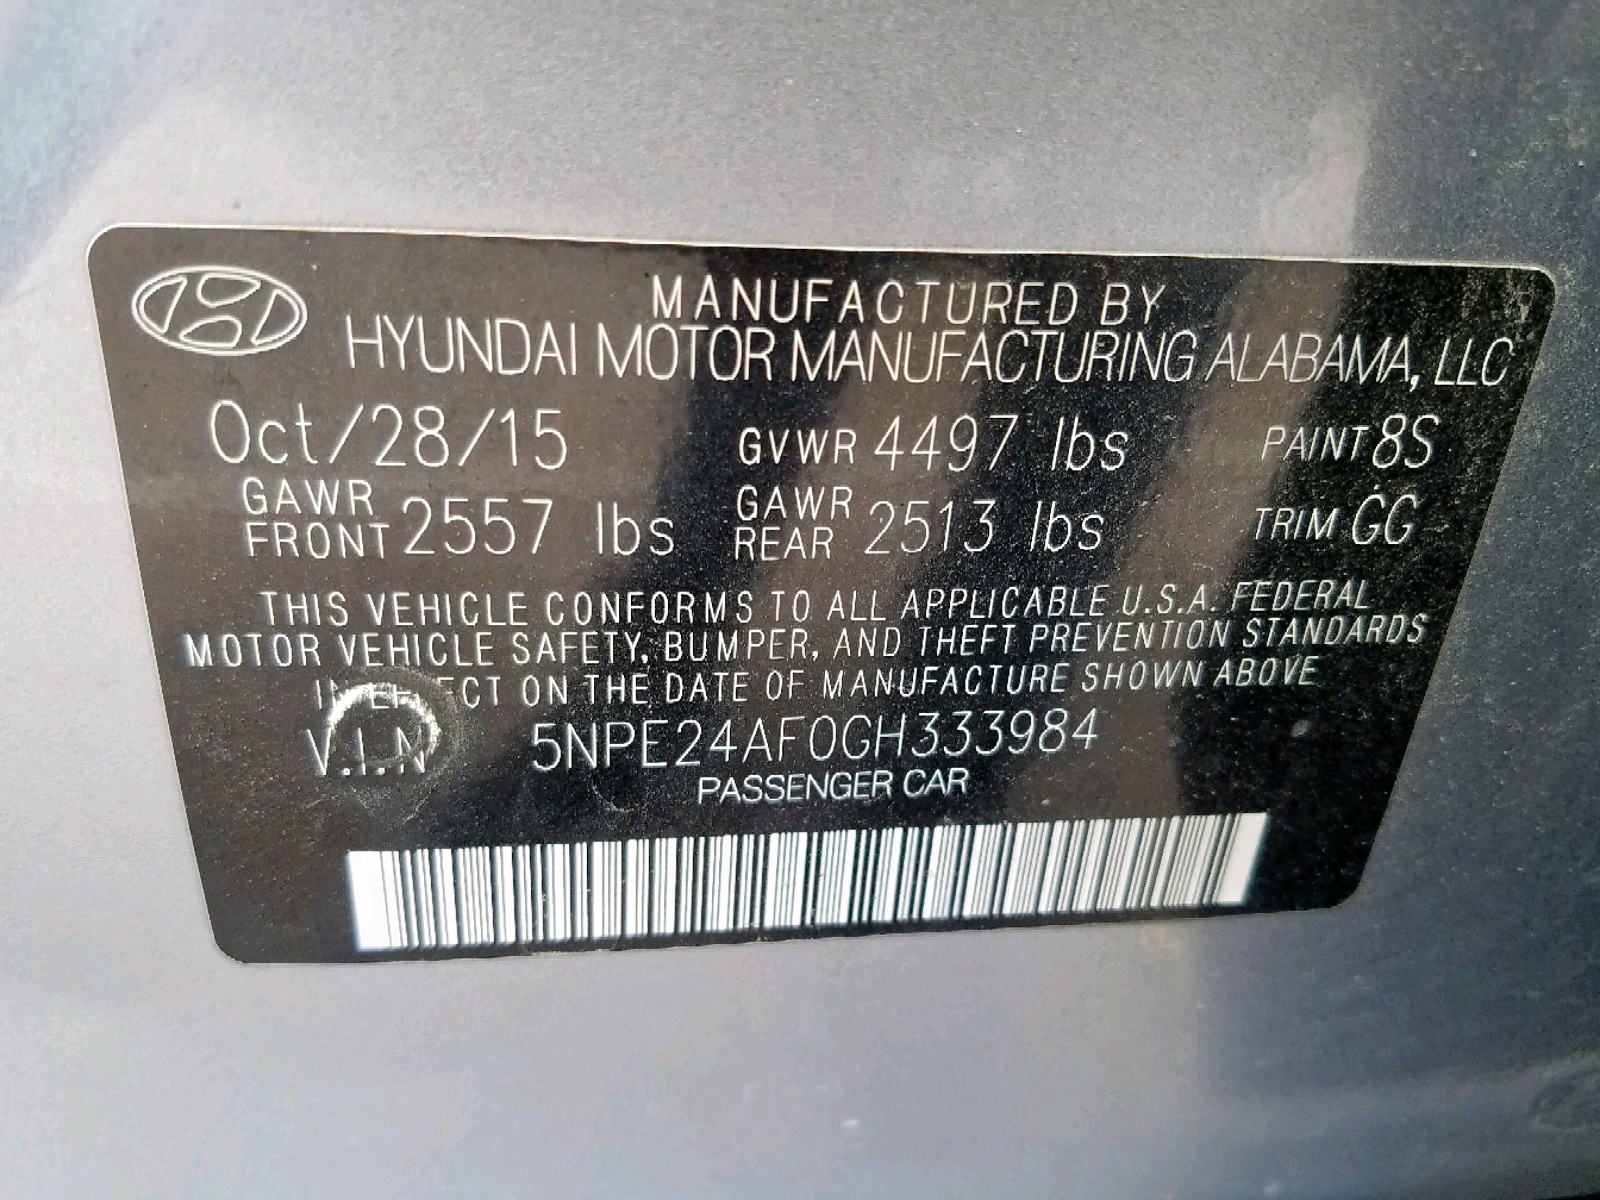 MANUFACTURED BY
HYUNDAI MOTOR MANUFACTURING ALABAMA, LLC
Oct/28/15 GVWR 4497 lbs PAINT 8S
GAWR FRONT 2557 lbs GAWR REAR 2513 lbs TRIM GG
THIS VEHICLE CONFORMS TO ALL APPLICABLE U.S.A. FEDERAL
MOTOR VEHICLE SAFETY, BUMPER, AND THEFT PREVENTION STANDARDS
IN EFFECT ON THE DATE OF MANUFACTURE SHOWN ABOVE
V.I.N 5NPE24AF0GH333984
PASSENGER CAR